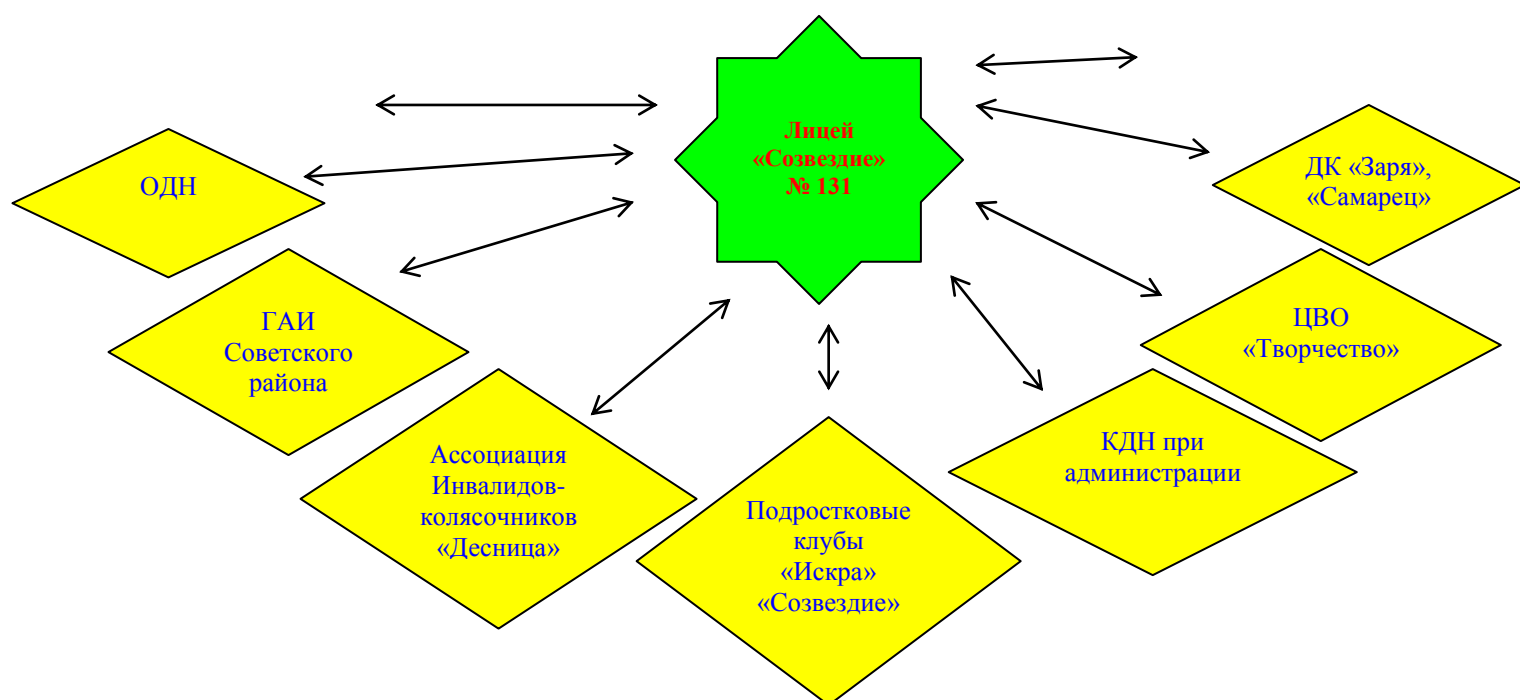 Лицей
«Созвездие»
№ 131
ОДН
ДК «Заря»,
«Самарец»
ГАИ
Советского
района
ЦВО
«Творчество»
Ассоциация
Инвалидов-
колясочников
«Десница»
КДН при
администрации
Подростковые
клубы
«Искра»
«Созвездие»